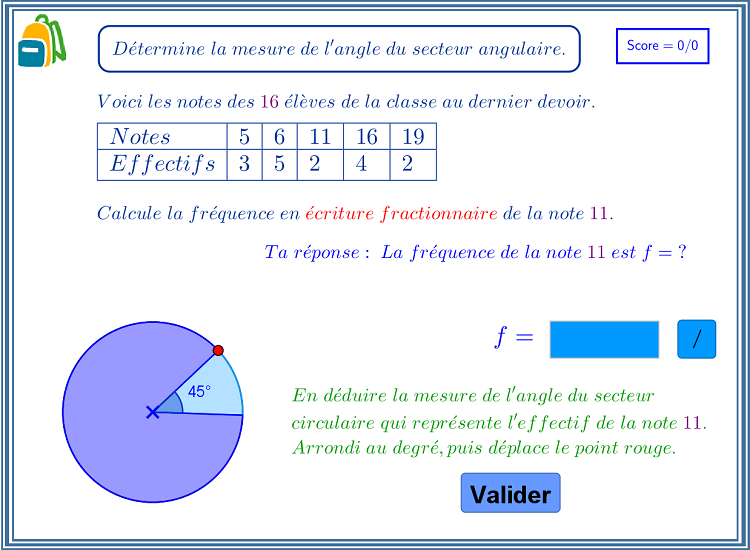 Détermine la mesure de l'angle du secteur angulaire.
Score = 0/0
Voici les notes des 16 élèves de la classe au dernier devoir.
Notes 5 6 11 16 19
Effectifs 3 5 2 4 2
Calcule la fréquence en écriture fractionnaire de la note 11.
Ta réponse : La fréquence de la note 11 est f = ?
f = /
45°
En déduire la mesure de l'angle du secteur
circulaire qui représente l'effectif de la note 11.
Arrondi au degré, puis déplace le point rouge.
Valider